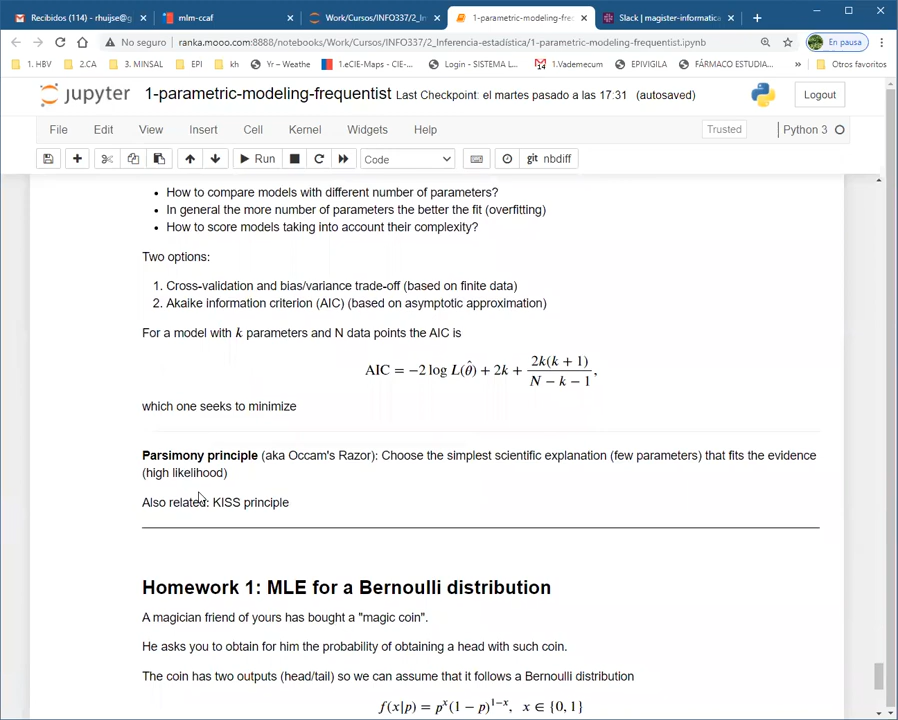 Recibidos (114) - rhuijse@g
mlm-ccaf
Work/Cursos/INFO337/2_In
1-parametric-modeling-fre
Slack | magister-informatica
En pausa
No seguro
ranka.mooo.com:8888/notebooks/Work/Cursos/INFO337/2_Inferencia-estadística/1-parametric-modeling-frequentist.ipynb
1. HBV
2.CA
3. MINSAL
EPI
kh
Yr – Weathe
1.eCIE-Maps - CIE-...
Login - SISTEMA L...
1.Vademecum
EPIVIGILA
FÁRMACO ESTUDIA...
»
Otros favoritos
jupyter 1-parametric-modeling-frequentist Last Checkpoint: el martes pasado a las 17:31 (autosaved)
Logout
File Edit View Insert Cell Kernel Widgets Help
Trusted
Python 3
Run
Code
git nbdiff
• How to compare models with different number of parameters?
• In general the more number of parameters the better the fit (overfitting)
• How to score models taking into account their complexity?
Two options:
1. Cross-validation and bias/variance trade-off (based on finite data)
2. Akaike information criterion (AIC) (based on asymptotic approximation)
For a model with k parameters and N data points the AIC is
AIC = −2 log L(θ̂) + 2k + 2k(k + 1) / (N − k − 1),
which one seeks to minimize
Parsimony principle (aka Occam's Razor): Choose the simplest scientific explanation (few parameters) that fits the evidence
(high likelihood)
Also related: KISS principle
Homework 1: MLE for a Bernoulli distribution
A magician friend of yours has bought a "magic coin".
He asks you to obtain for him the probability of obtaining a head with such coin.
The coin has two outputs (head/tail) so we can assume that it follows a Bernoulli distribution
f(x|p) = pˣ(1 − p)¹⁻ˣ, x ∈ {0, 1}